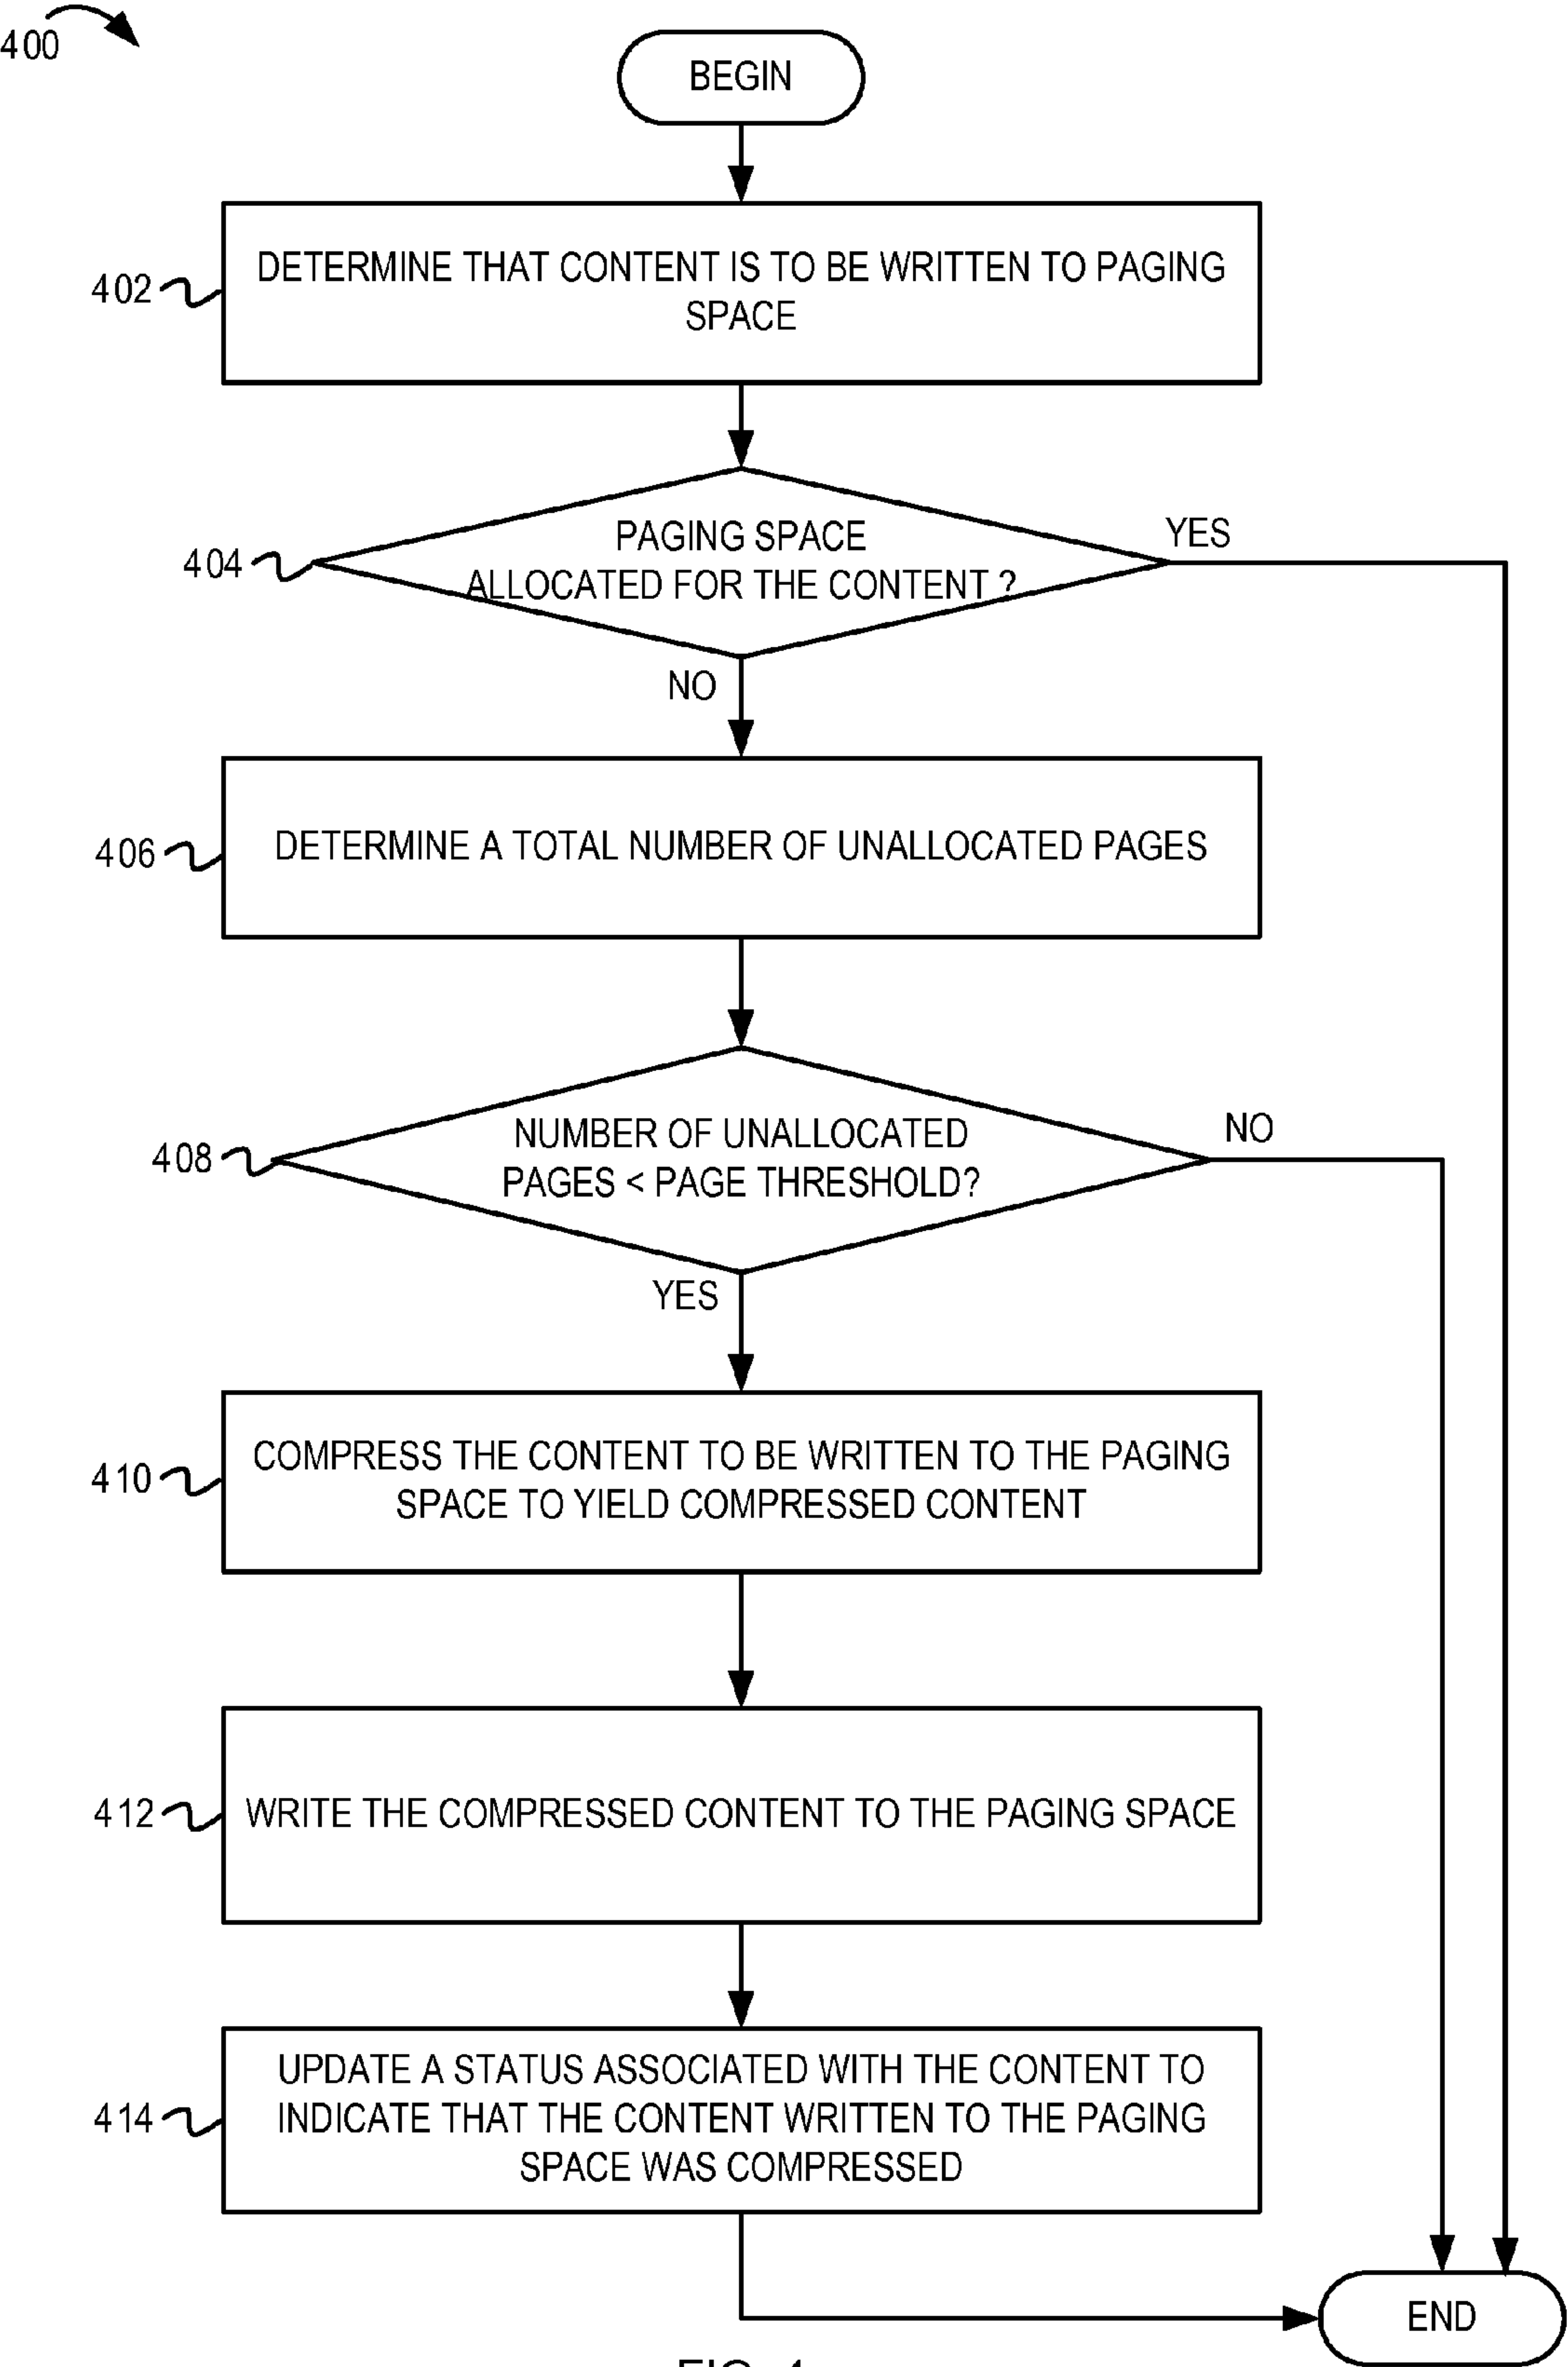 400
BEGIN
402
DETERMINE THAT CONTENT IS TO BE WRITTEN TO PAGING
SPACE
404
PAGING SPACE
ALLOCATED FOR THE CONTENT ?
YES
NO
406
DETERMINE A TOTAL NUMBER OF UNALLOCATED PAGES
408
NUMBER OF UNALLOCATED
PAGES < PAGE THRESHOLD?
NO
YES
410
COMPRESS THE CONTENT TO BE WRITTEN TO THE PAGING
SPACE TO YIELD COMPRESSED CONTENT
412
WRITE THE COMPRESSED CONTENT TO THE PAGING SPACE
414
UPDATE A STATUS ASSOCIATED WITH THE CONTENT TO
INDICATE THAT THE CONTENT WRITTEN TO THE PAGING
SPACE WAS COMPRESSED
END